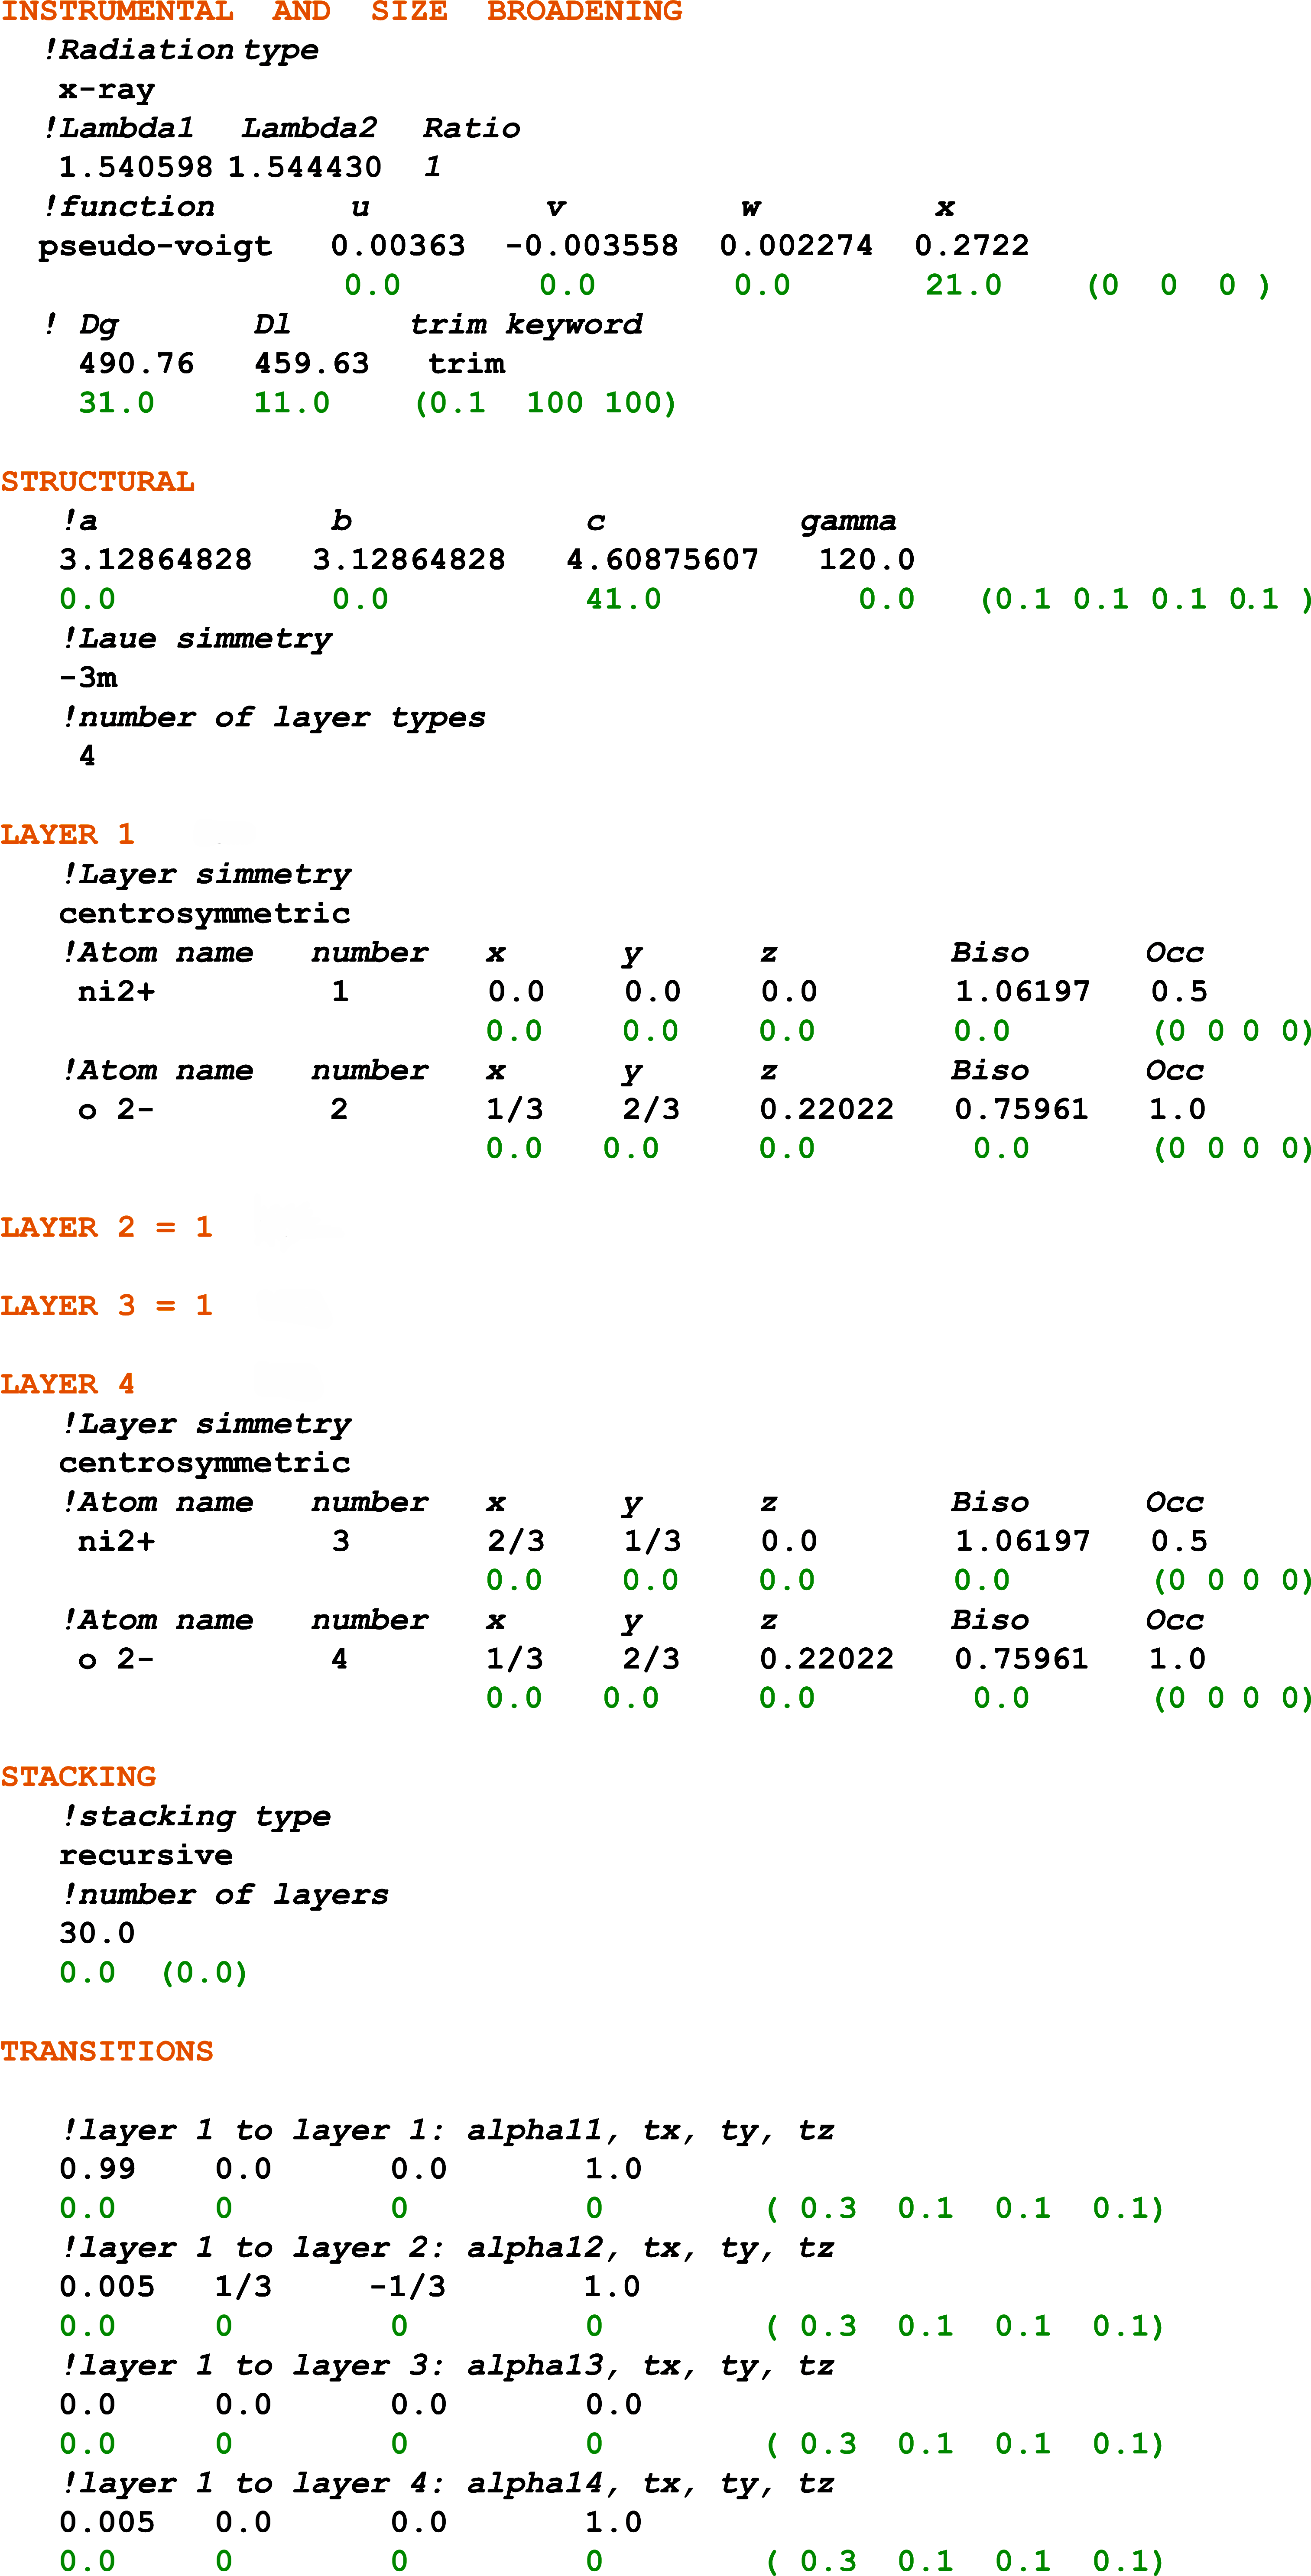 INSTRUMENTAL AND SIZE BROADENING
!Radiation type
x-ray
!Lambda1 Lambda2 Ratio
1.540598 1.544430 1
!function u v w x
pseudo-voigt 0.00363 -0.003558 0.002274 0.2722
0.0 0.0 0.0 21.0 (0 0 0 )
! Dg Dl trim keyword
490.76 459.63 trim
31.0 11.0 (0.1 100 100)
STRUCTURAL
!a b c gamma
3.12864828 3.12864828 4.60875607 120.0
0.0 0.0 41.0 0.0 (0.1 0.1 0.1 0.1 )
!Laue simmetry
-3m
!number of layer types
4
LAYER 1
!Layer simmetry
centrosymmetric
!Atom name number x y z Biso Occ
ni2+ 1 0.0 0.0 0.0 1.06197 0.5
0.0 0.0 0.0 0.0 (0 0 0 0)
!Atom name number x y z Biso Occ
o 2- 2 1/3 2/3 0.22022 0.75961 1.0
0.0 0.0 0.0 0.0 (0 0 0 0)
LAYER 2 = 1
LAYER 3 = 1
LAYER 4
!Layer simmetry
centrosymmetric
!Atom name number x y z Biso Occ
ni2+ 3 2/3 1/3 0.0 1.06197 0.5
0.0 0.0 0.0 0.0 (0 0 0 0)
!Atom name number x y z Biso Occ
o 2- 4 1/3 2/3 0.22022 0.75961 1.0
0.0 0.0 0.0 0.0 (0 0 0 0)
STACKING
!stacking type
recursive
!number of layers
30.0
0.0 (0.0)
TRANSITIONS
!layer 1 to layer 1: alpha11, tx, ty, tz
0.99 0.0 0.0 1.0
0.0 0 0 0 ( 0.3 0.1 0.1 0.1)
!layer 1 to layer 2: alpha12, tx, ty, tz
0.005 1/3 -1/3 1.0
0.0 0 0 0 ( 0.3 0.1 0.1 0.1)
!layer 1 to layer 3: alpha13, tx, ty, tz
0.0 0.0 0.0 0.0
0.0 0 0 0 ( 0.3 0.1 0.1 0.1)
!layer 1 to layer 4: alpha14, tx, ty, tz
0.005 0.0 0.0 1.0
0.0 0 0 0 ( 0.3 0.1 0.1 0.1)